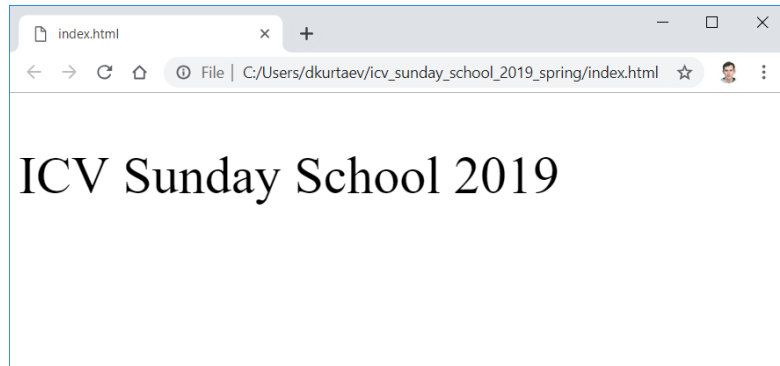 index.html
File | C:/Users/dkurtaev/icv_sunday_school_2019_spring/index.html
ICV Sunday School 2019